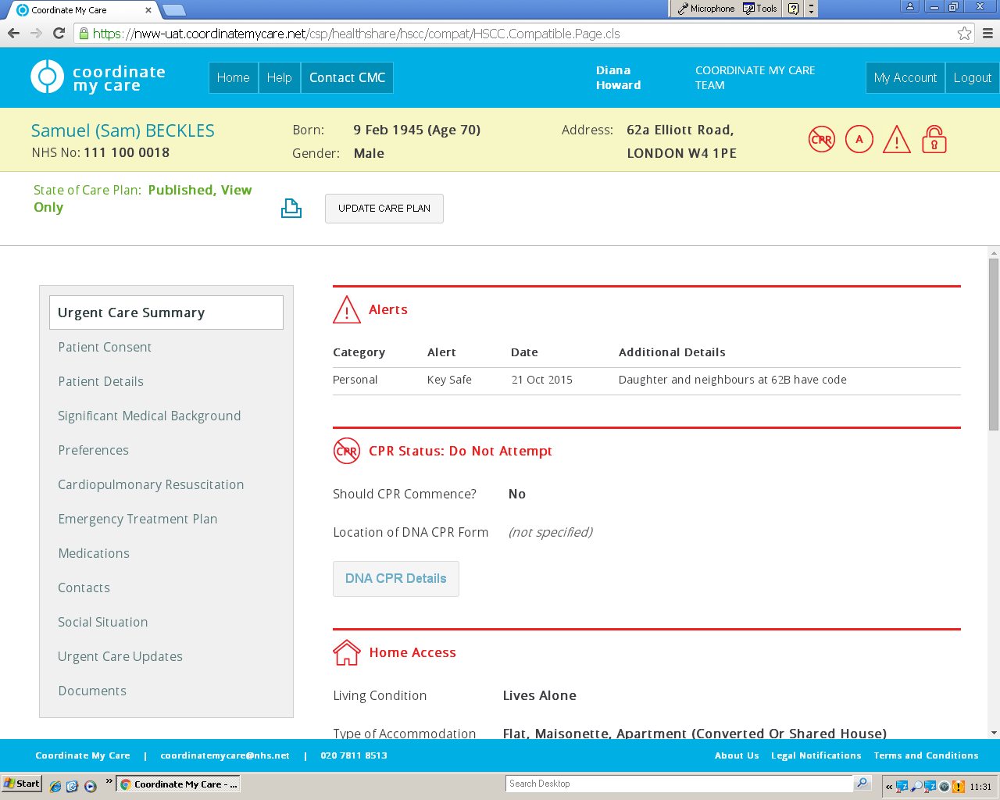 Coordinate My Care
Microphone Tools
https://nww-uat.coordinatemycare.net/csp/healthshare/hscc/compat/HSCC.Compatible.Page.cls
coordinate
my care
Home Help Contact CMC
Diana
Howard
COORDINATE MY CARE
TEAM
My Account Logout
Samuel (Sam) BECKLES
NHS No: 111 100 0018
Born: 9 Feb 1945 (Age 70)
Gender: Male
Address: 62a Elliott Road,
LONDON W4 1PE
CPR A
State of Care Plan: Published, View
Only
UPDATE CARE PLAN
Urgent Care Summary
Patient Consent
Patient Details
Significant Medical Background
Preferences
Cardiopulmonary Resuscitation
Emergency Treatment Plan
Medications
Contacts
Social Situation
Urgent Care Updates
Documents
Alerts
Category Alert Date Additional Details
Personal Key Safe 21 Oct 2015 Daughter and neighbours at 62B have code
CPR CPR Status: Do Not Attempt
Should CPR Commence? No
Location of DNA CPR Form (not specified)
DNA CPR Details
Home Access
Living Condition Lives Alone
Type of Accommodation Flat, Maisonette, Apartment (Converted Or Shared House)
Coordinate My Care | coordinatemycare@nhs.net | 020 7811 8513
About Us Legal Notifications Terms and Conditions
Start » Coordinate My Care - ... Search Desktop « 11:31